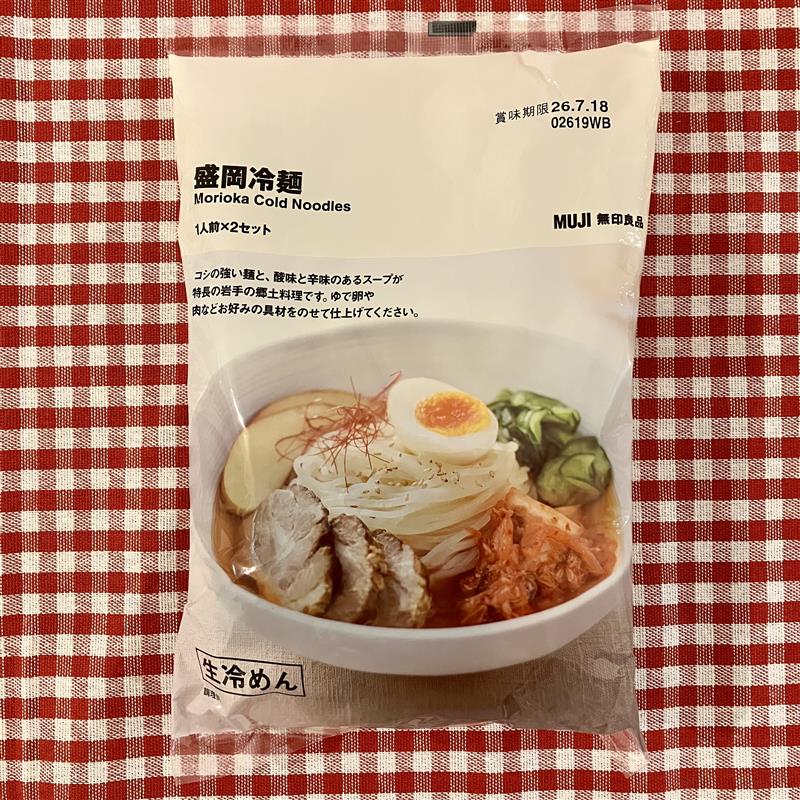 賞味期限 26.7.18
02619WB
盛岡冷麺
Morioka Cold Noodles
1人前×2セット
MUJI 無印良品
コシの強い麺と、酸味と辛味のあるスープが
特長の岩手の郷土料理です。ゆで卵や
肉などお好みの具材をのせて仕上げてください。
生冷めん